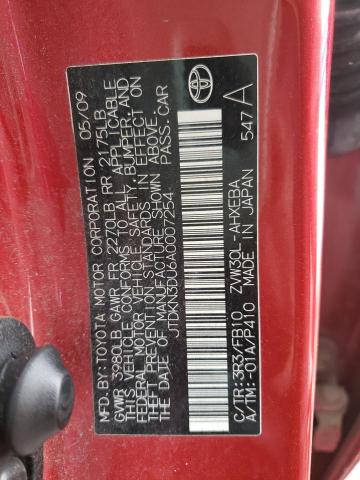 MFD. BY: TOYOTA MOTOR CORPORATION 05/09
GVWR 3980LB GAWR FR 2270LB RR 2175LB
THIS VEHICLE CONFORMS TO ALL APPLICABLE
FEDERAL MOTOR VEHICLE SAFETY, BUMPER, AND
THEFT PREVENTION STANDARDS IN EFFECT ON
THE DATE OF MANUFACTURE SHOWN ABOVE.
JTDKN3DU6A0007254 PASS.CAR
C/TR:3R3/FB10 ZVW30L-AHXEBA
A/TM:-01A/P410 MADE IN JAPAN 547 A